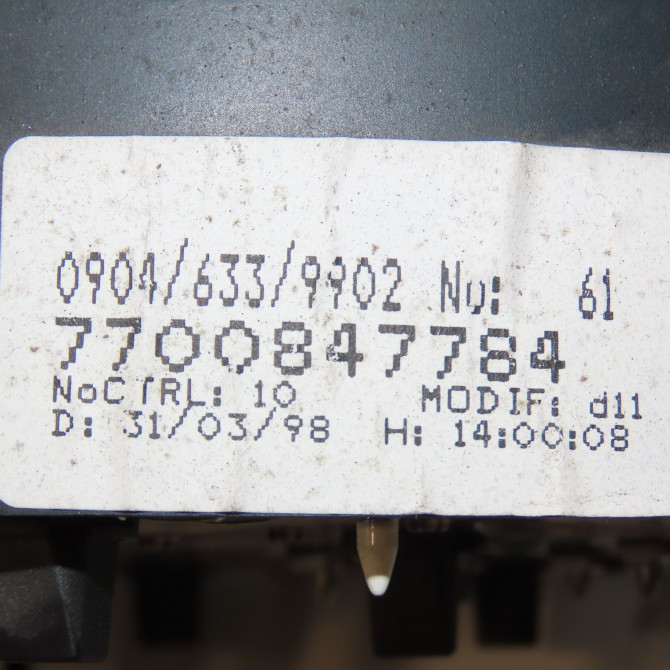 0904/633/9902 No: 61
7700847784
NoCTRL: 10 MODIF: d11
D: 31/03/98 H: 14:00:08